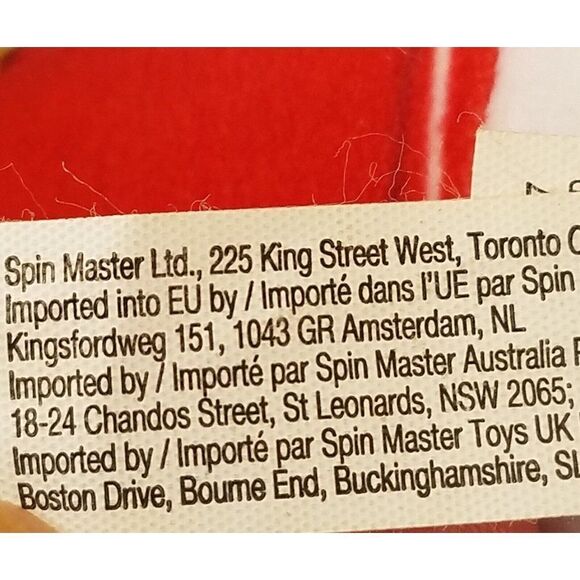 Spin Master Ltd., 225 King Street West, Toronto
Imported into EU by / Importé dans l'UE par Spin
Kingsfordweg 151, 1043 GR Amsterdam, NL
Imported by / Importé par Spin Master Australia
18-24 Chandos Street, St Leonards, NSW 2065;
Imported by / Importé par Spin Master Toys UK
Boston Drive, Bourne End, Buckinghamshire,